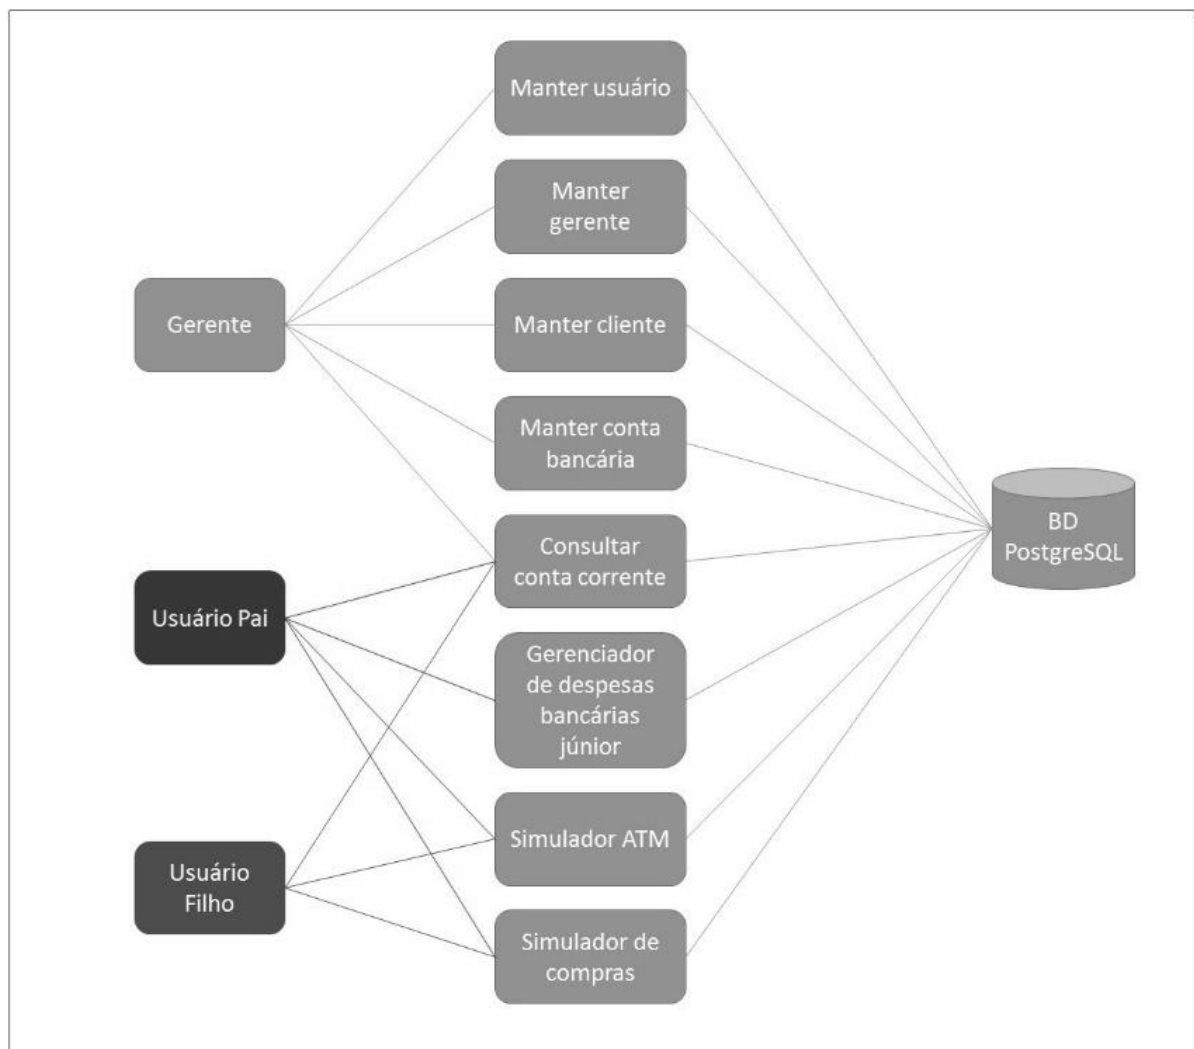 Manter usuário
Manter
gerente
Gerente
Manter cliente
Manter conta
bancária
Consultar
conta corrente
BD
PostgreSQL
Usuário Pai
Gerenciador
de despesas
bancárias
júnior
Simulador ATM
Usuário
Filho
Simulador de
compras